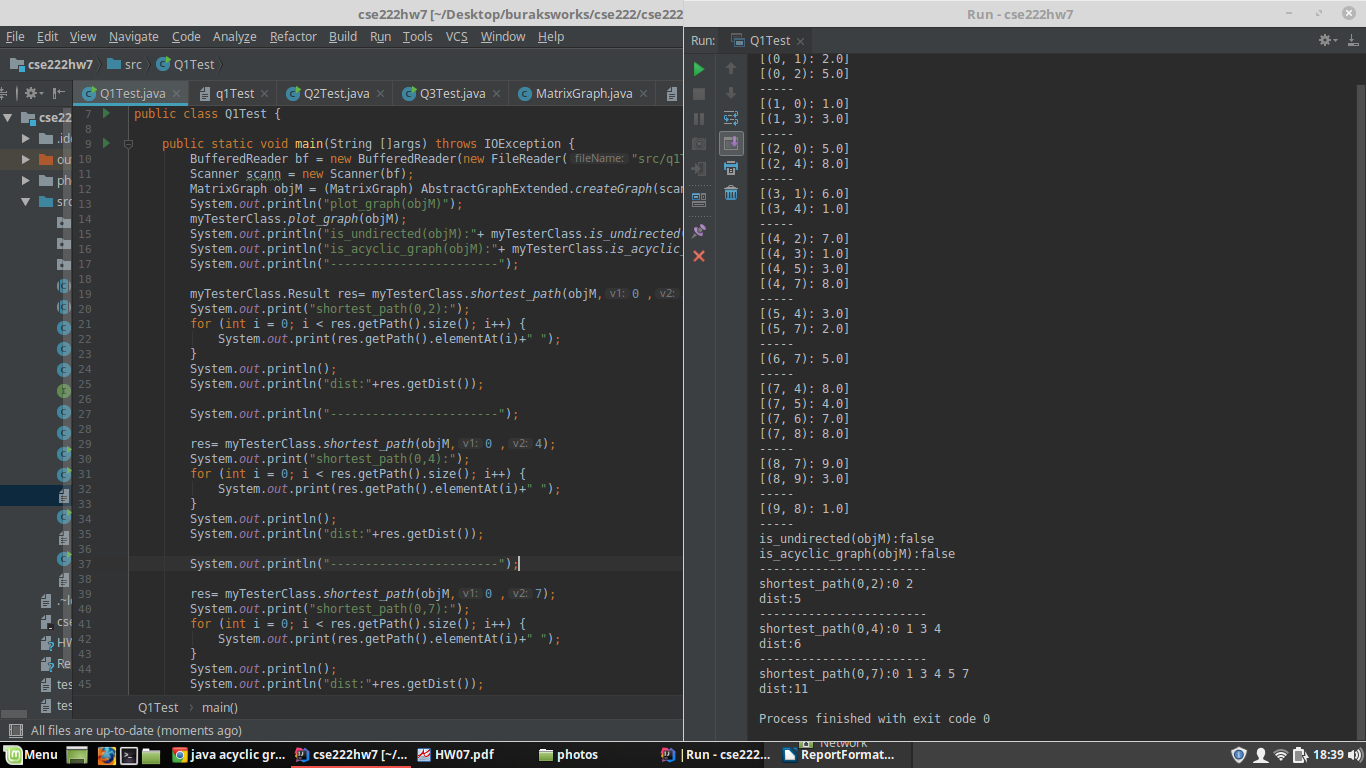 cse222hw7 [~/Desktop/buraksworks/cse222/cse222
File Edit View Navigate Code Analyze Refactor Build Run Tools VCS Window Help
cse222hw7 src Q1Test
Q1Test.java q1Test Q2Test.java Q3Test.java MatrixGraph.java
cse22
.id
ou
ph
src
.~l
cse
HW
Re
tes
tes
7 public class Q1Test {
8
9 public static void main(String []args) throws IOException {
10 BufferedReader bf = new BufferedReader(new FileReader( fileName: "src/q1T
11 Scanner scann = new Scanner(bf);
12 MatrixGraph objM = (MatrixGraph) AbstractGraphExtended.createGraph(scan
13 System.out.println("plot_graph(objM)");
14 myTesterClass.plot_graph(objM);
15 System.out.println("is_undirected(objM):"+ myTesterClass.is_undirected(
16 System.out.println("is_acyclic_graph(objM):"+ myTesterClass.is_acyclic_
17 System.out.println("------------------------");
18
19 myTesterClass.Result res= myTesterClass.shortest_path(objM, v1: 0 , v2:
20 System.out.print("shortest_path(0,2):");
21 for (int i = 0; i < res.getPath().size(); i++) {
22 System.out.print(res.getPath().elementAt(i)+" ");
23 }
24 System.out.println();
25 System.out.println("dist:"+res.getDist());
26
27 System.out.println("------------------------");
28
29 res= myTesterClass.shortest_path(objM, v1: 0 , v2: 4);
30 System.out.print("shortest_path(0,4):");
31 for (int i = 0; i < res.getPath().size(); i++) {
32 System.out.print(res.getPath().elementAt(i)+" ");
33 }
34 System.out.println();
35 System.out.println("dist:"+res.getDist());
36
37 System.out.println("------------------------");
38
39 res= myTesterClass.shortest_path(objM, v1: 0 , v2: 7);
40 System.out.print("shortest_path(0,7):");
41 for (int i = 0; i < res.getPath().size(); i++) {
42 System.out.print(res.getPath().elementAt(i)+" ");
43 }
44 System.out.println();
45 System.out.println("dist:"+res.getDist());
Q1Test main()
All files are up-to-date (moments ago)
Run - cse222hw7
Run: Q1Test
[(0, 1): 2.0]
[(0, 2): 5.0]
-----
[(1, 0): 1.0]
[(1, 3): 3.0]
-----
[(2, 0): 5.0]
[(2, 4): 8.0]
-----
[(3, 1): 6.0]
[(3, 4): 1.0]
-----
[(4, 2): 7.0]
[(4, 3): 1.0]
[(4, 5): 3.0]
[(4, 7): 8.0]
-----
[(5, 4): 3.0]
[(5, 7): 2.0]
-----
[(6, 7): 5.0]
-----
[(7, 4): 8.0]
[(7, 5): 4.0]
[(7, 6): 7.0]
[(7, 8): 8.0]
-----
[(8, 7): 9.0]
[(8, 9): 3.0]
-----
[(9, 8): 1.0]
-----
is_undirected(objM):false
is_acyclic_graph(objM):false
------------------------
shortest_path(0,2):0 2
dist:5
------------------------
shortest_path(0,4):0 1 3 4
dist:6
------------------------
shortest_path(0,7):0 1 3 4 5 7
dist:11
Process finished with exit code 0
Network
Menu java acyclic gr... cse222hw7 [~/... HW07.pdf photos | Run - cse222... ReportFormat... 18:39